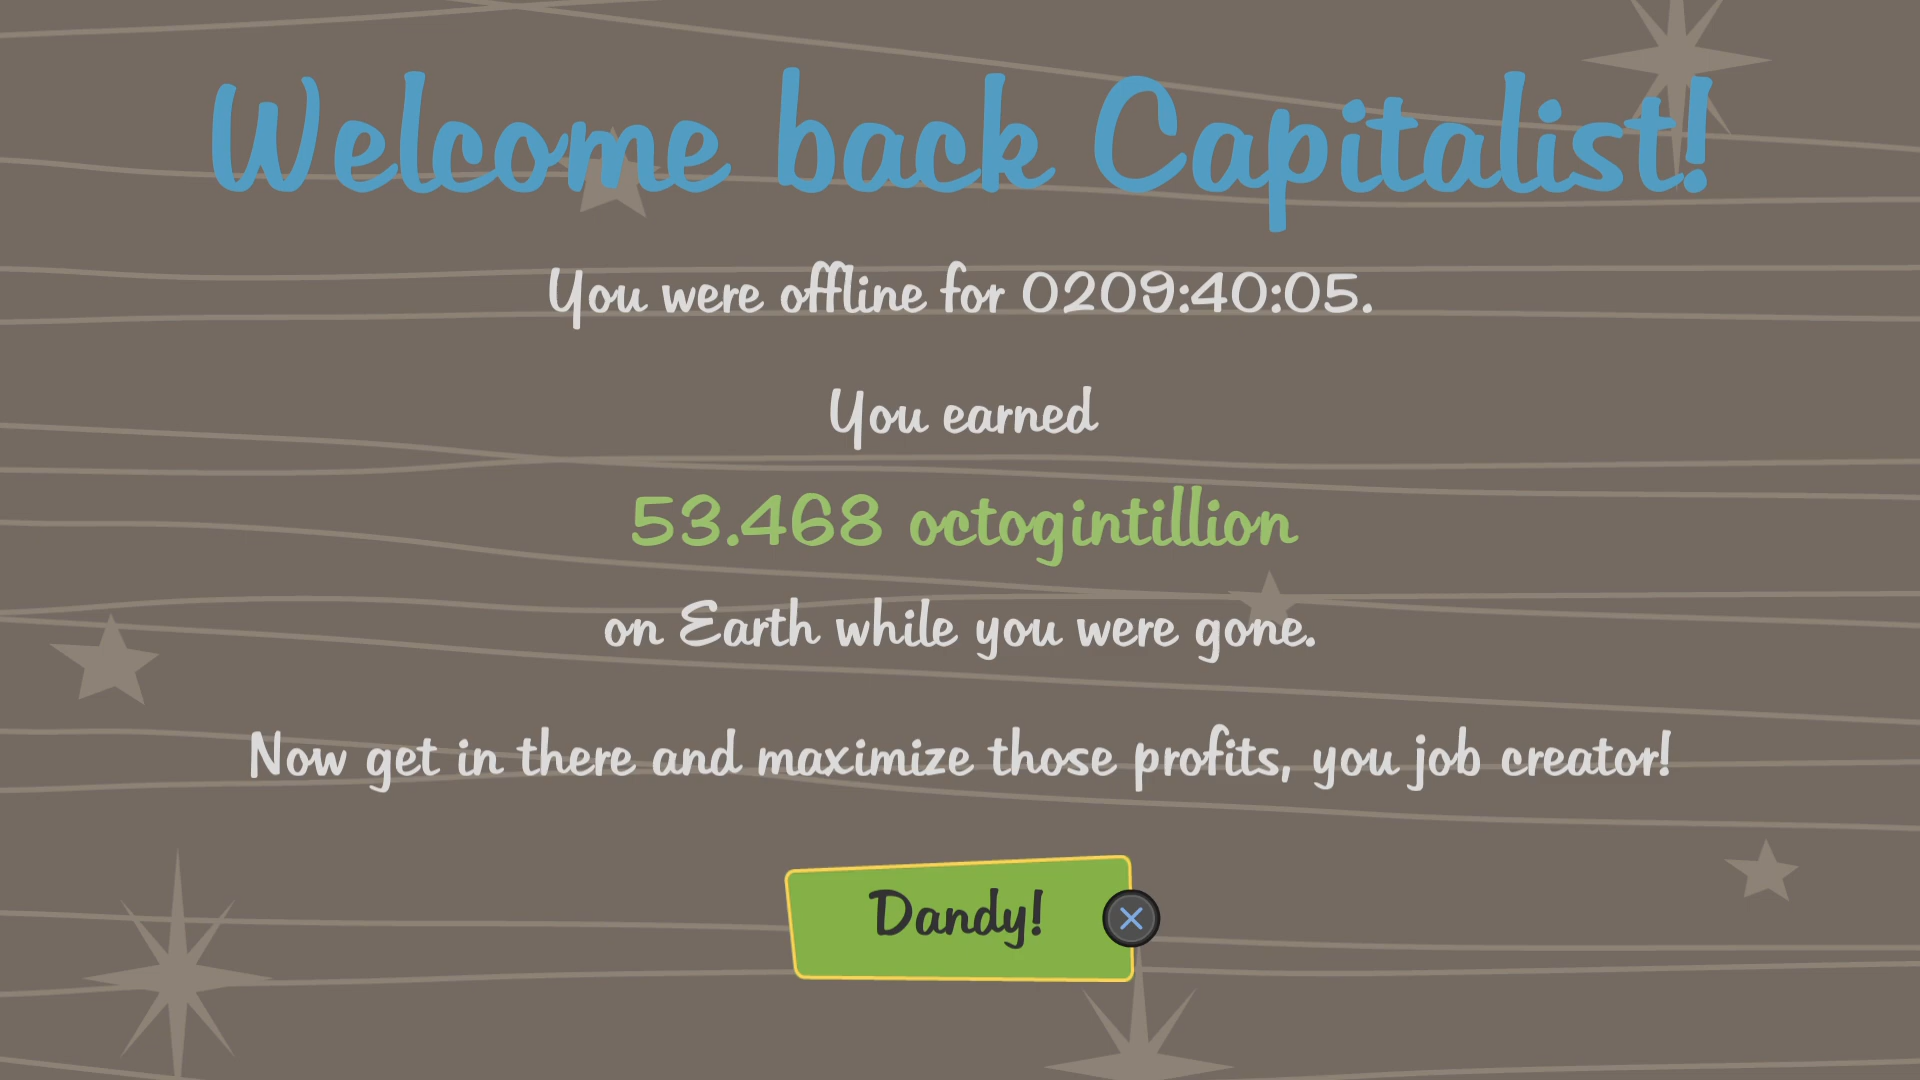 Welcome back Capitalist!
You were offline for 0209:40:05.
You earned
53.468 octogintillion
on Earth while you were gone.
Now get in there and maximize those profits, you job creator!
Dandy!